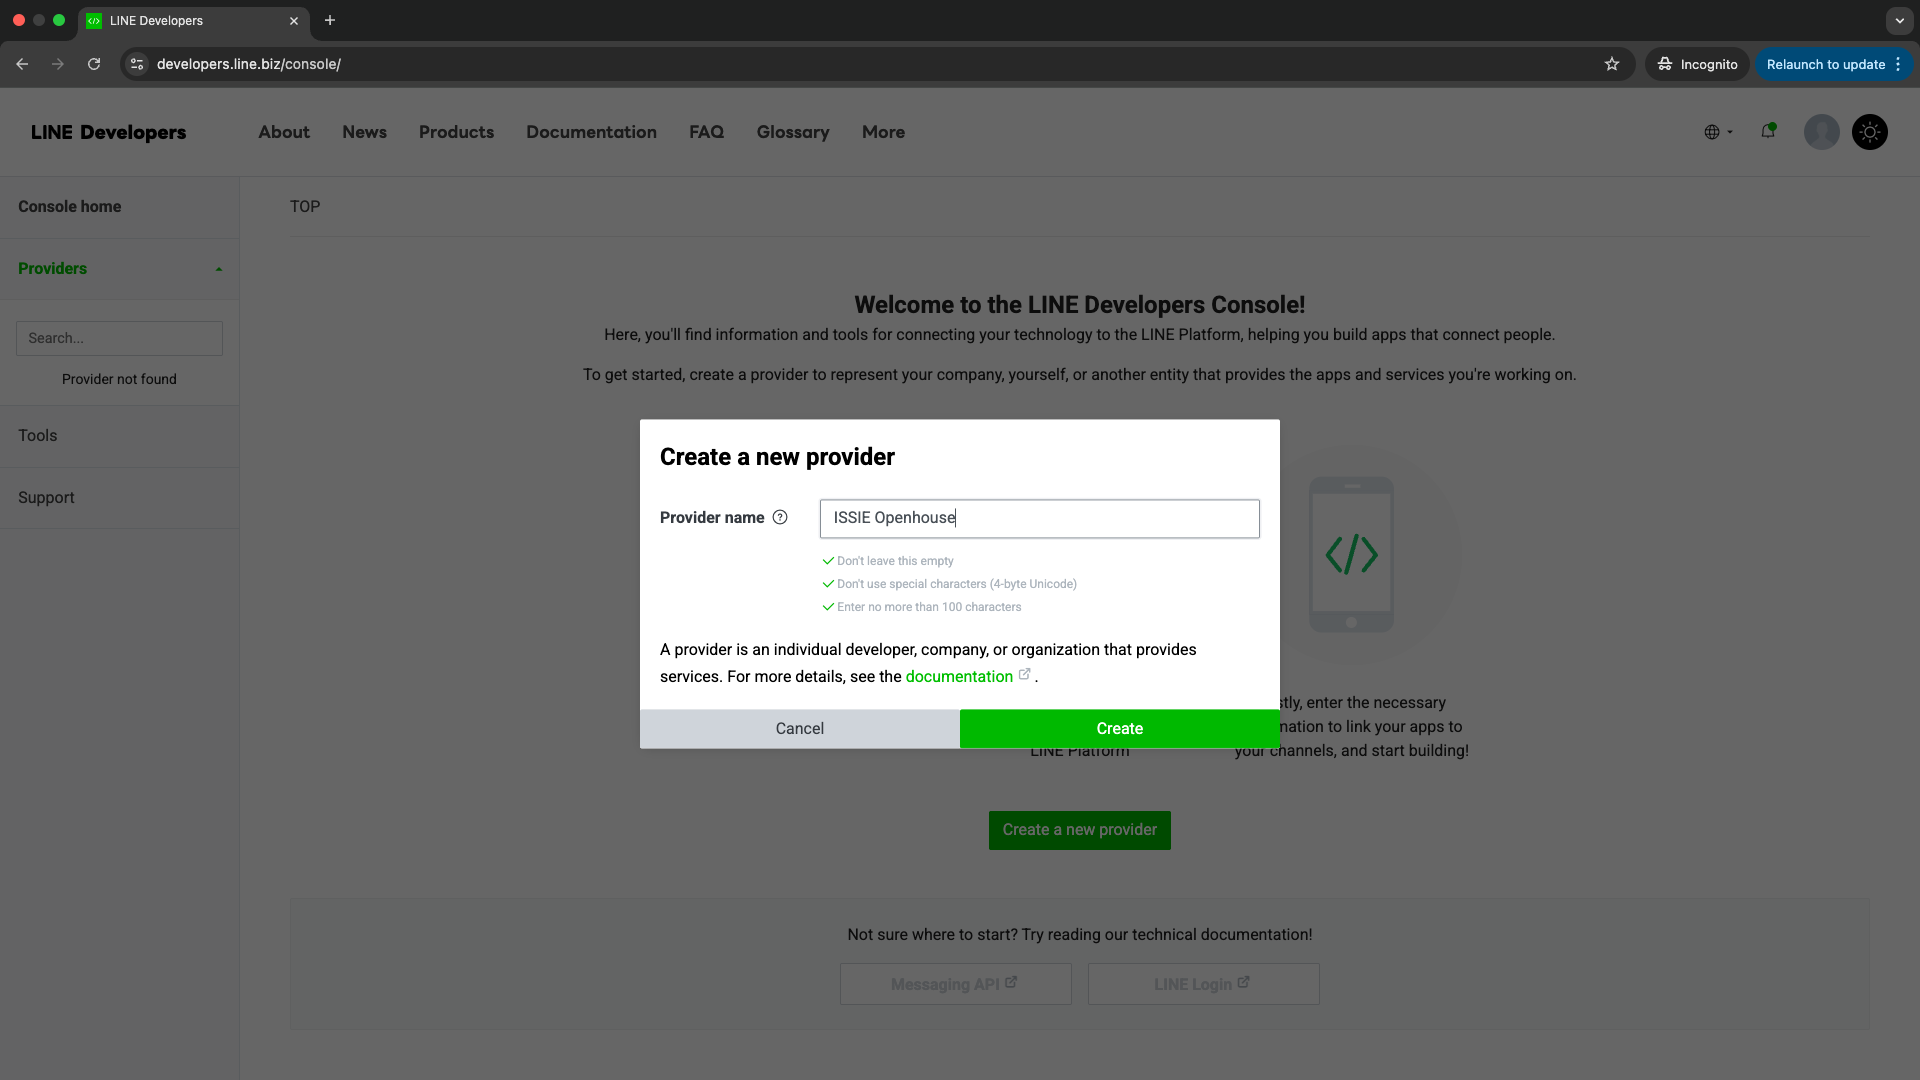 LINE Developers
developers.line.biz/console/
Incognito
Relaunch to update
LINE Developers
About
News
Products
Documentation
FAQ
Glossary
More
Console home
Providers
Search...
Provider not found
Tools
Support
TOP
Welcome to the LINE Developers Console!
Here, you'll find information and tools for connecting your technology to the LINE Platform, helping you build apps that connect people.
To get started, create a provider to represent your company, yourself, or another entity that provides the apps and services you're working on.
Create a new provider
Provider name
ISSIE Openhouse
Don't leave this empty
Don't use special characters (4-byte Unicode)
Enter no more than 100 characters
A provider is an individual developer, company, or organization that provides
services. For more details, see the documentation .
Cancel
Create
enter the necessary
information to link your apps to
LINE Platform
your channels, and start building!
Create a new provider
Not sure where to start? Try reading our technical documentation!
Messaging API
LINE Login